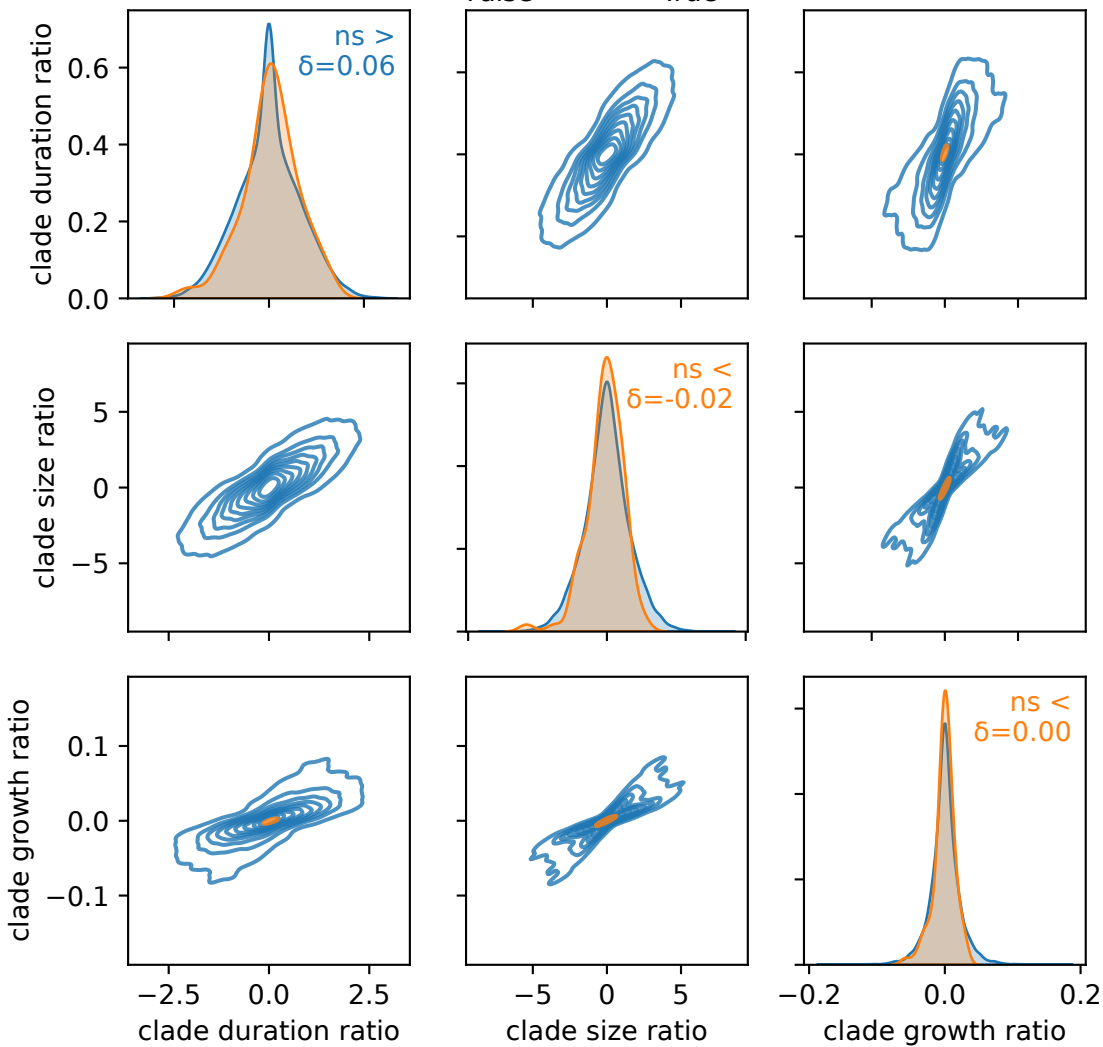 clade duration ratio
0.6
0.4
0.2
0.0
ns >
δ=0.06
clade size ratio
5
0
−5
ns <
δ=-0.02
clade growth ratio
0.1
0.0
−0.1
ns <
δ=0.00
−2.5 0.0 2.5
−5 0 5
−0.2 0.0 0.2
clade duration ratio
clade size ratio
clade growth ratio